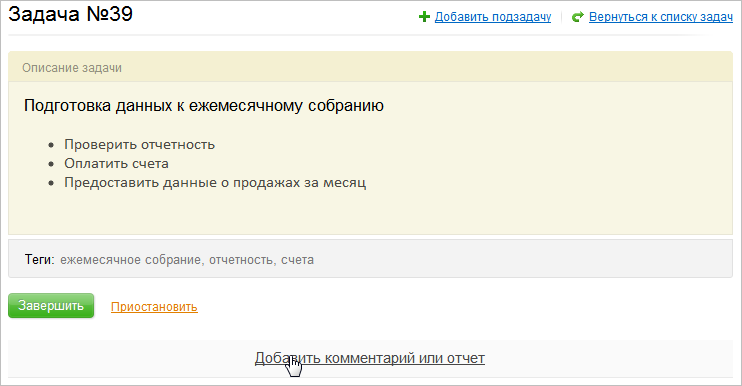 Задача №39
Добавить подзадачу
Вернуться к списку задач
Описание задачи
Подготовка данных к ежемесячному собранию
Проверить отчетность
Оплатить счета
Предоставить данные о продажах за месяц
Теги: ежемесячное собрание, отчетность, счета
Завершить
Приостановить
Добавить комментарий или отчет